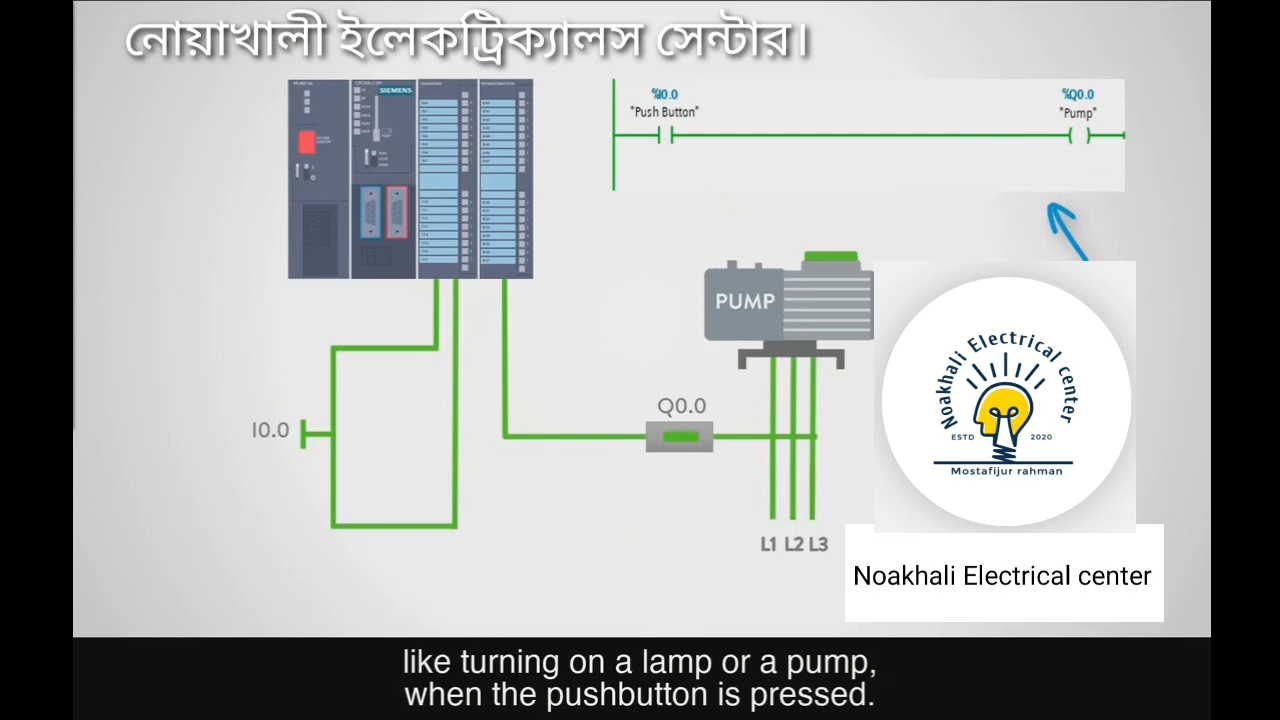 নোয়াখালী ইলেকট্রিক্যালস সেন্টার।
SIEMENS
%I0.0
"Push Button"
%Q0.0
"Pump"
PUMP
I0.0
Q0.0
L1 L2 L3
Noakhali Electrical center
ESTD 2020
Mostafijur rahman
Noakhali Electrical center
like turning on a lamp or a pump,
when the pushbutton is pressed.